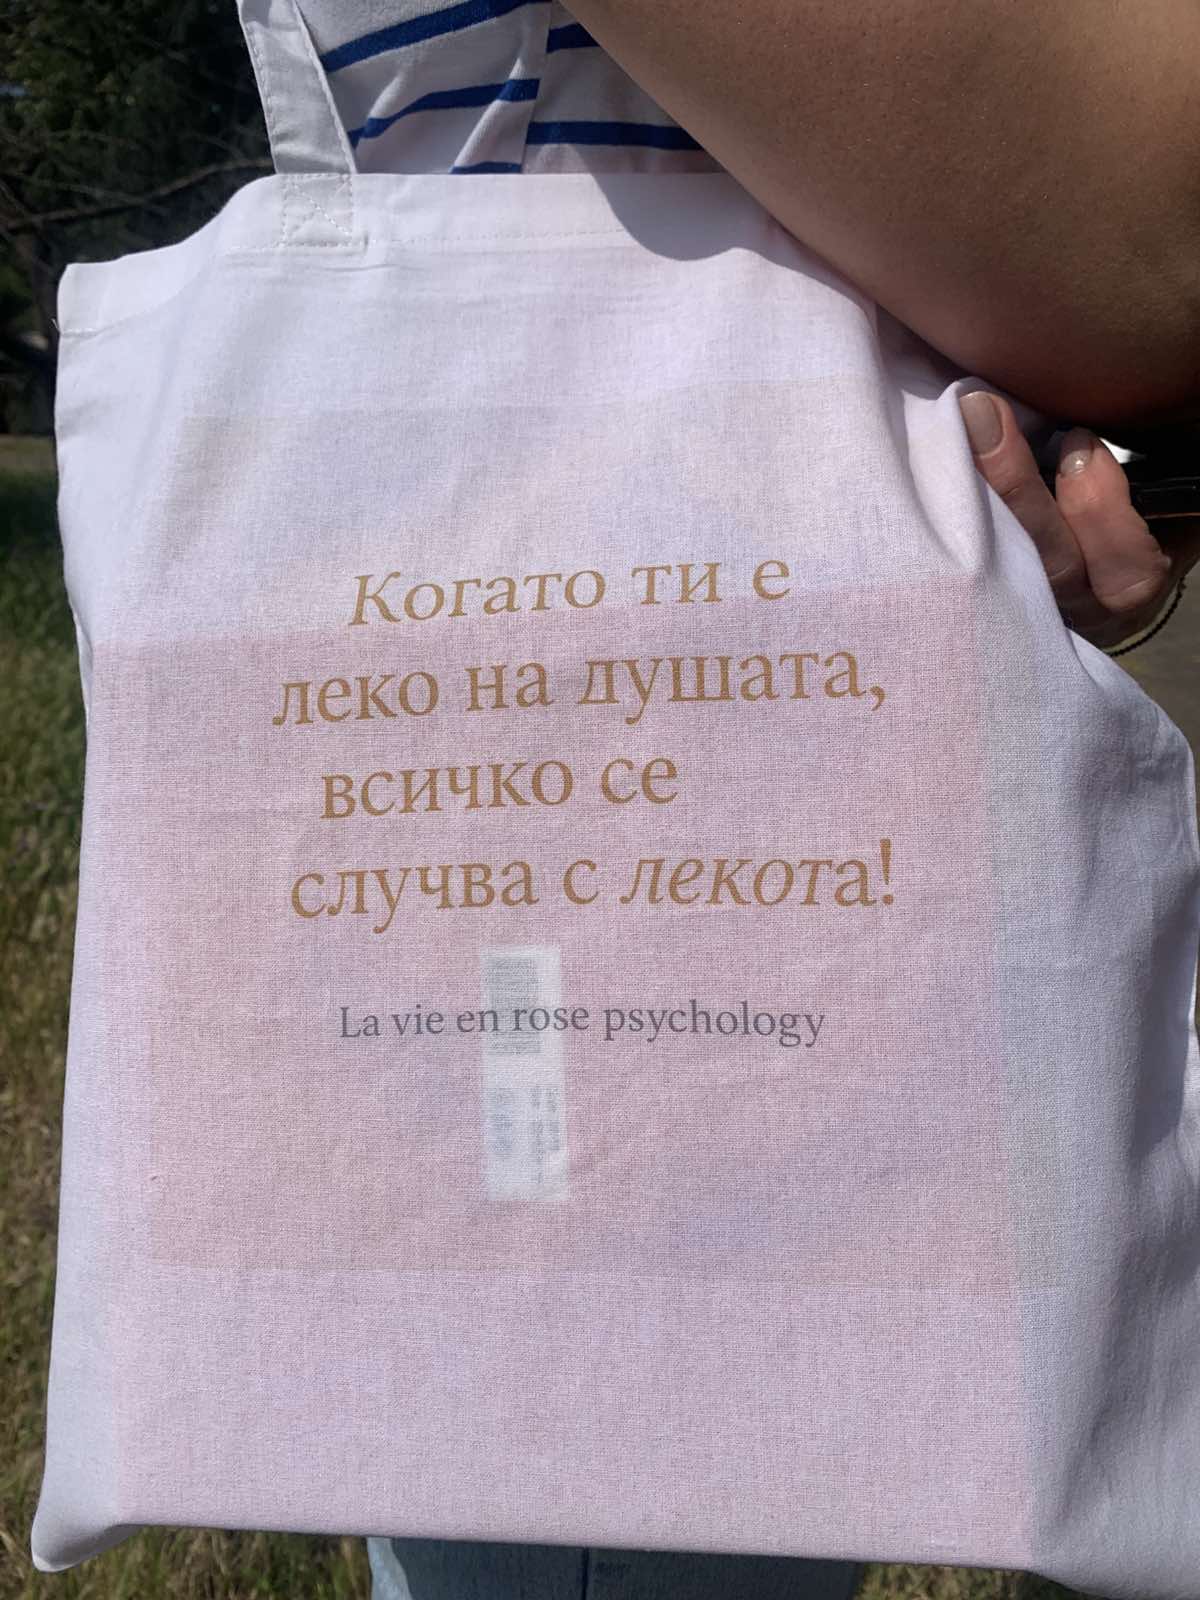 Когато ти е
леко на душата,
всичко се
случва с лекота!
La vie en rose psychology